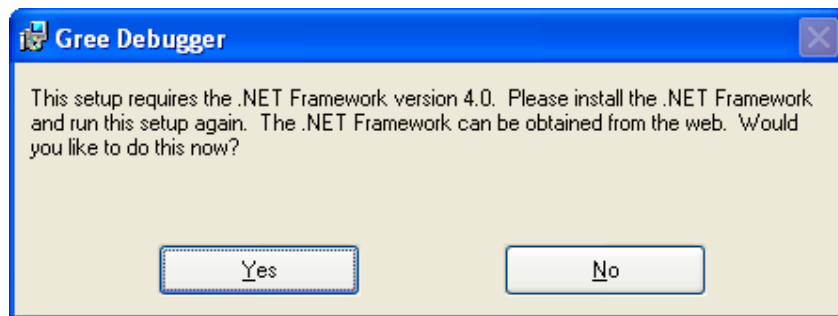 Gree Debugger
This setup requires the .NET Framework version 4.0.  Please install the .NET Framework
and run this setup again.  The .NET Framework can be obtained from the web.  Would
you like to do this now?
Yes
No